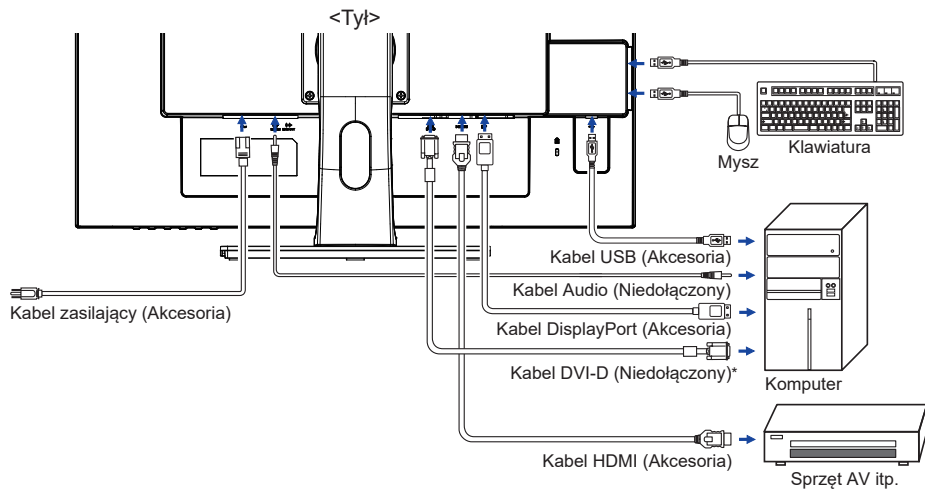 <Tył>
Klawiatura
Mysz
Kabel USB (Akcesoria)
Kabel Audio (Niedołączony)
Kabel zasilający (Akcesoria)
Kabel DisplayPort (Akcesoria)
Kabel DVI-D (Niedołączony)*
Komputer
Kabel HDMI (Akcesoria)
Sprzęt AV itp.